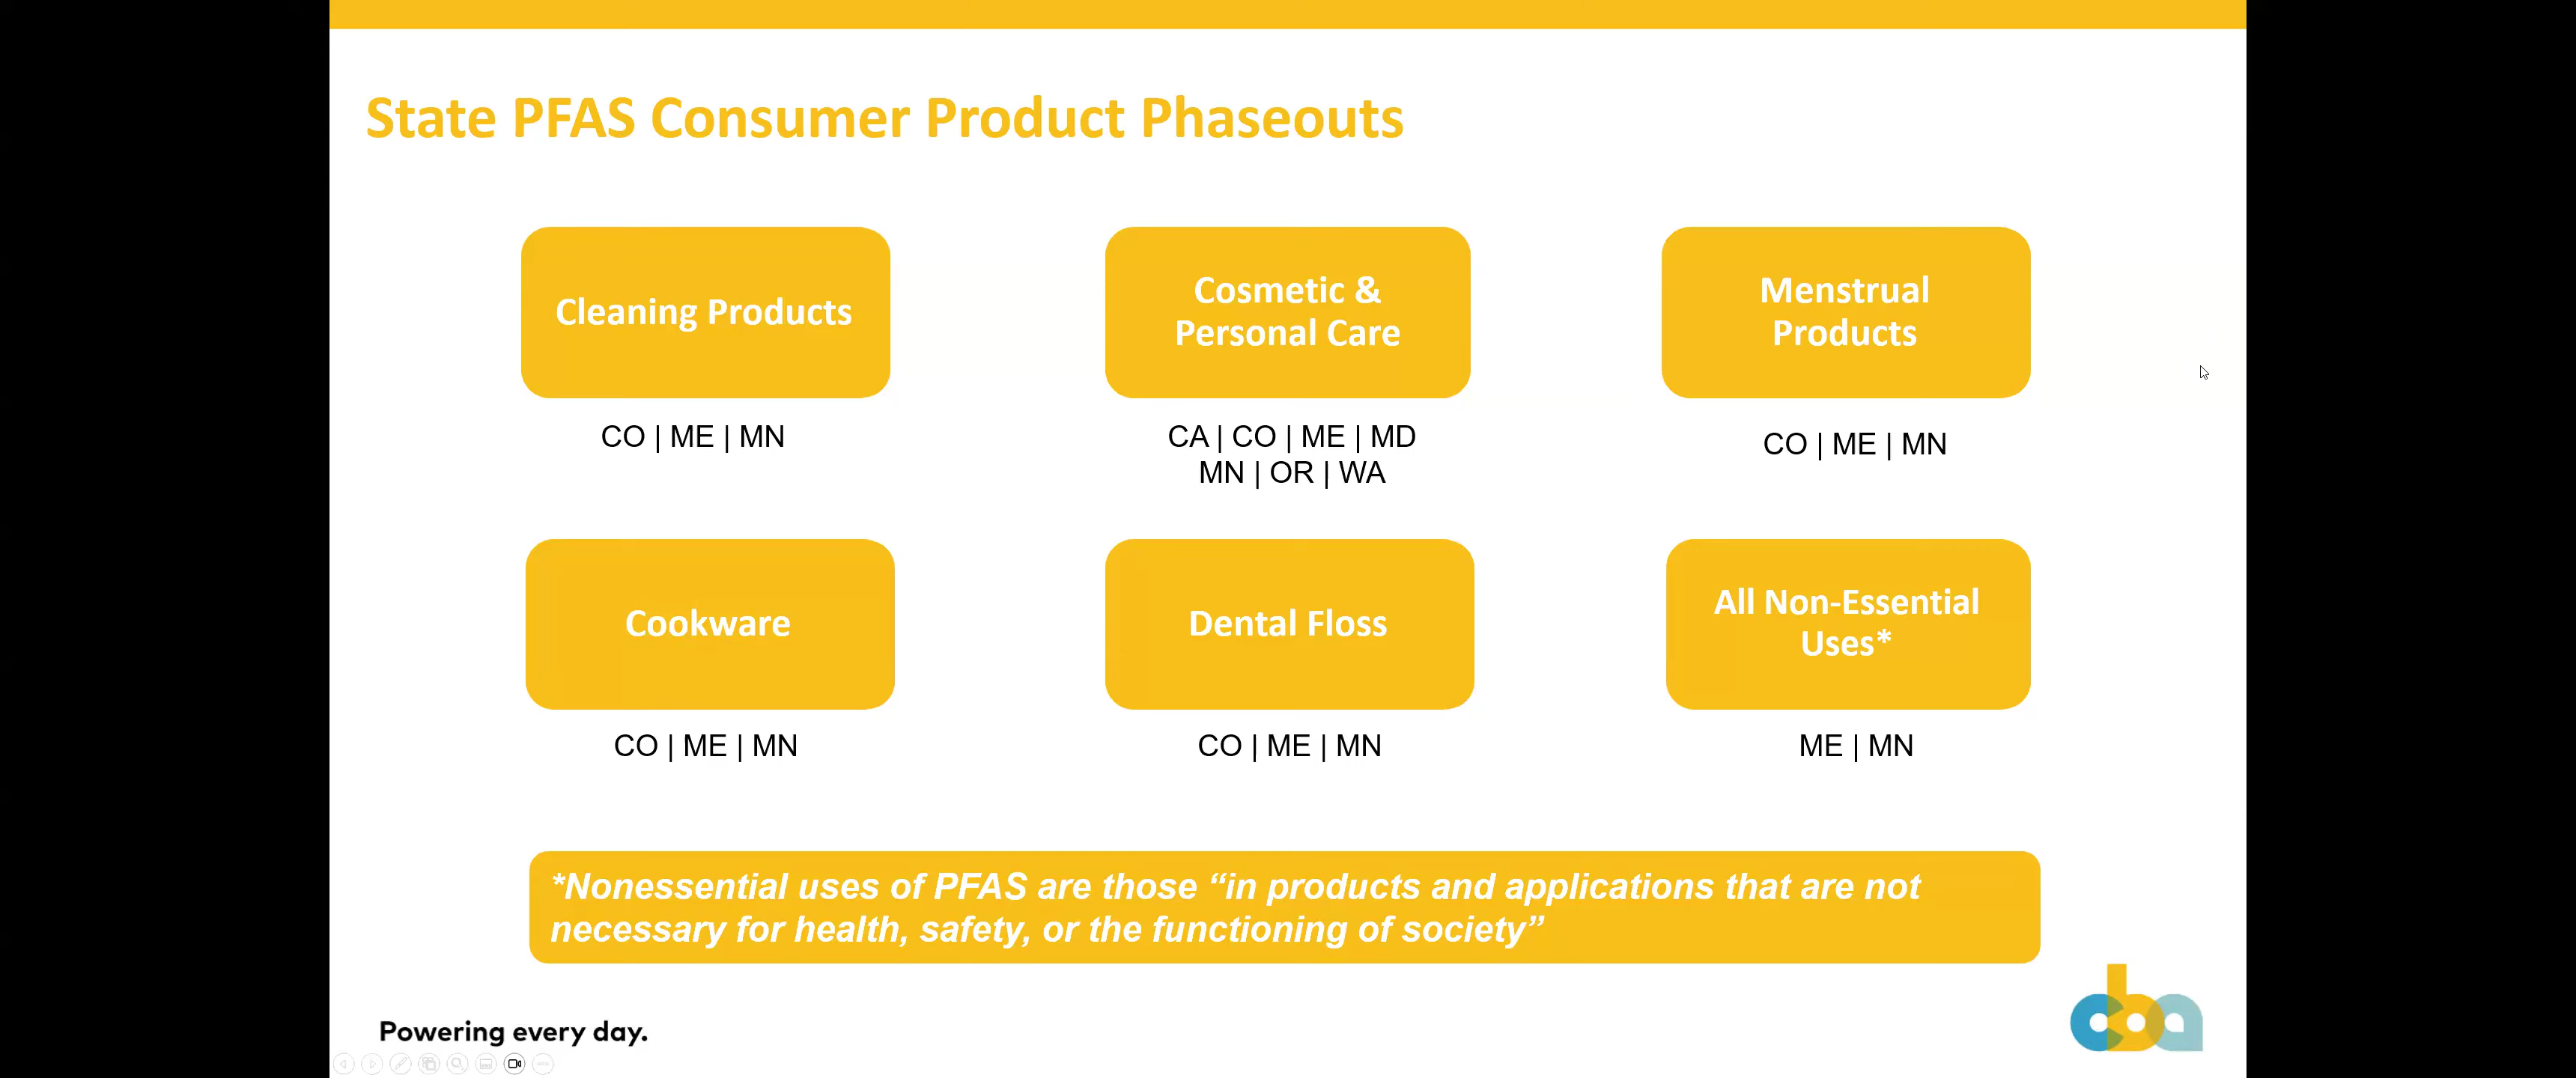 State PFAS Consumer Product Phaseouts
Cleaning Products
CO | ME | MN
Cosmetic &
Personal Care
CA | CO | ME | MD
MN | OR | WA
Menstrual
Products
CO | ME | MN
Cookware
CO | ME | MN
Dental Floss
CO | ME | MN
All Non-Essential
Uses*
ME | MN
*Nonessential uses of PFAS are those “in products and applications that are not
necessary for health, safety, or the functioning of society”
Powering every day.
cba